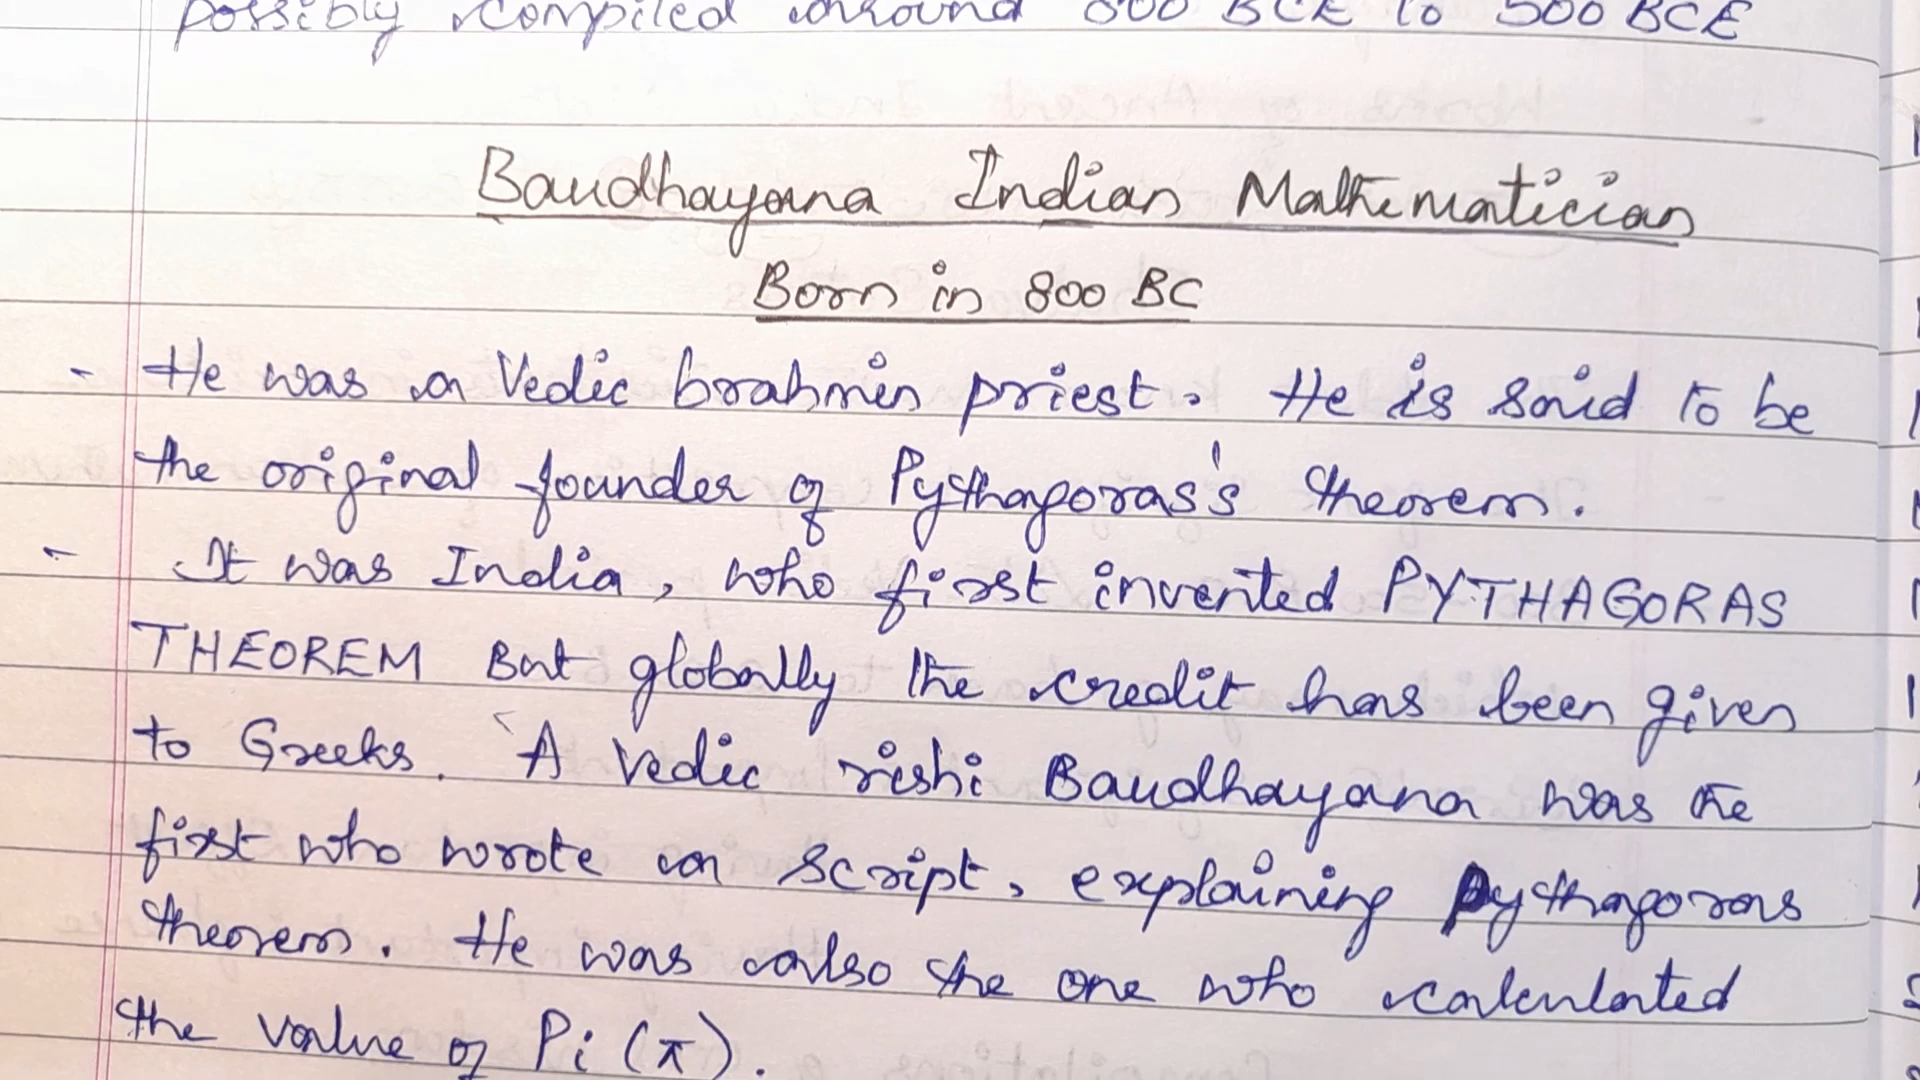 possibly compiled around 800 BCE to 500 BCE
Baudhayana Indian Mathematician
Born in 800 BC
- He was a Vedic brahmin priest. He is said to be
the original founder of Pythagoras's theorem.
- It was India, who first invented PYTHAGORAS
THEOREM But globally the credit has been given
to Greeks. A Vedic rishi Baudhayana was the
first who wrote a script, explaining Pythagoras
theorem. He was also the one who calculated
the value of Pi (π).